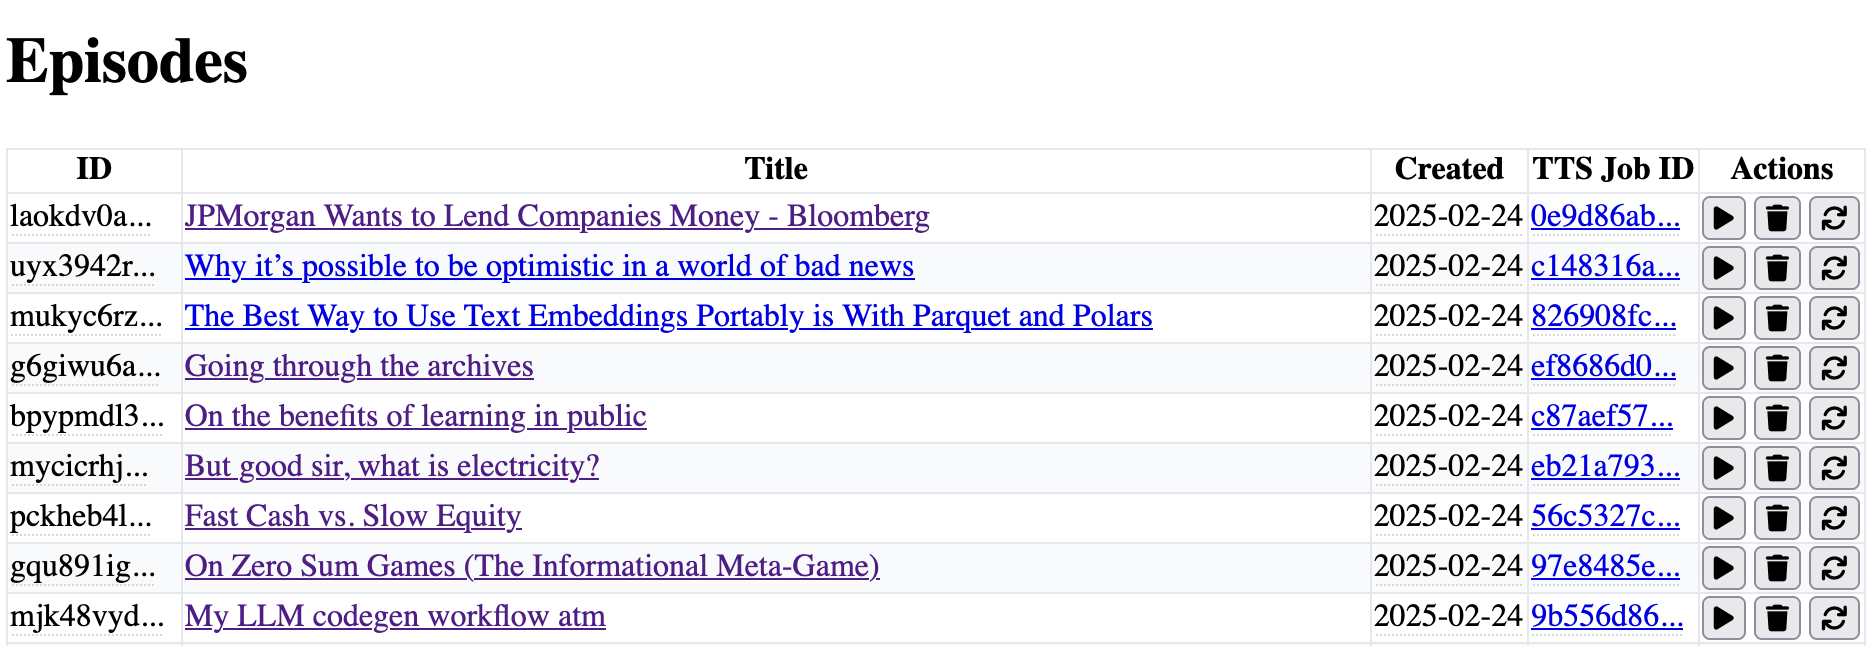 Episodes
ID Title Created TTS Job ID Actions
laokdv0a... JPMorgan Wants to Lend Companies Money - Bloomberg 2025-02-24 0e9d86ab...
uyx3942r... Why it’s possible to be optimistic in a world of bad news 2025-02-24 c148316a...
mukyc6rz... The Best Way to Use Text Embeddings Portably is With Parquet and Polars 2025-02-24 826908fc...
g6giwu6a... Going through the archives 2025-02-24 ef8686d0...
bpypmdl3... On the benefits of learning in public 2025-02-24 c87aef57...
mycicrhj... But good sir, what is electricity? 2025-02-24 eb21a793...
pckheb4l... Fast Cash vs. Slow Equity 2025-02-24 56c5327c...
gqu891ig... On Zero Sum Games (The Informational Meta-Game) 2025-02-24 97e8485e...
mjk48vyd... My LLM codegen workflow atm 2025-02-24 9b556d86...